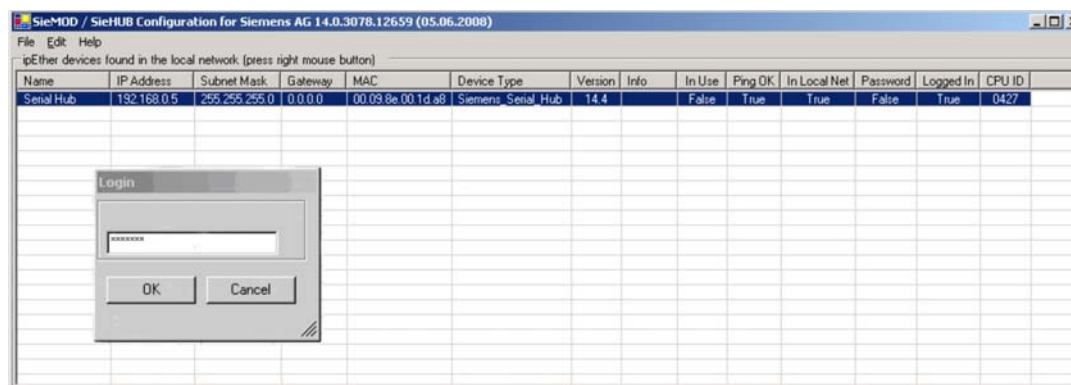 SieMOD / SieHUB Configuration for Siemens AG 14.0.3078.12659 (05.06.2008)
File Edit Help
ipEther devices found in the local network (press right mouse button)
Name IP Address Subnet Mask Gateway MAC Device Type Version Info In Use Ping OK In Local Net Password Logged In CPU ID
Serial Hub 192.168.0.5 255.255.255.0 0.0.0.0 00.09.8e.00.1d.a8 Siemens_Serial_Hub 14.4 False True True False True 0427
Login
*******
OK Cancel